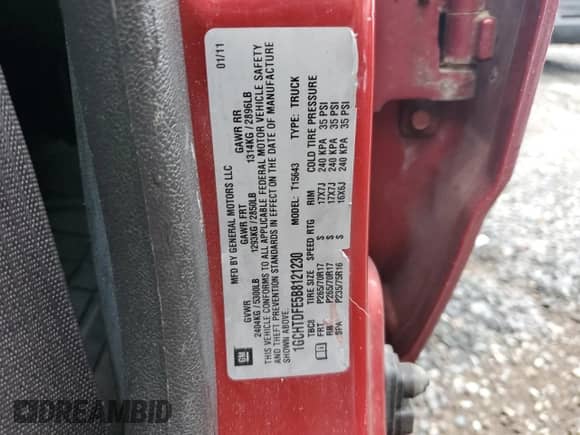 MFD BY GENERAL MOTORS LLC 01/11
GVWR GAWR FRT GAWR RR
2404KG / 5300LB 1293KG / 2850LB 1314KG / 2896LB
THIS VEHICLE CONFORMS TO ALL APPLICABLE FEDERAL MOTOR VEHICLE SAFETY
AND THEFT PREVENTION STANDARDS IN EFFECT ON THE DATE OF MANUFACTURE
SHOWN ABOVE.
1GCHTDFE5B8121230 MODEL: T15643 TYPE: TRUCK
TBC8 TIRE SIZE SPEED RTG RIM COLD TIRE PRESSURE
FRT P265/70R17 S 17X7J 240 KPA 35 PSI
RR P265/70R17 S 17X7J 240 KPA 35 PSI
SPA P235/75R16 S 16X6J 240 KPA 35 PSI
GM
DREAMBID